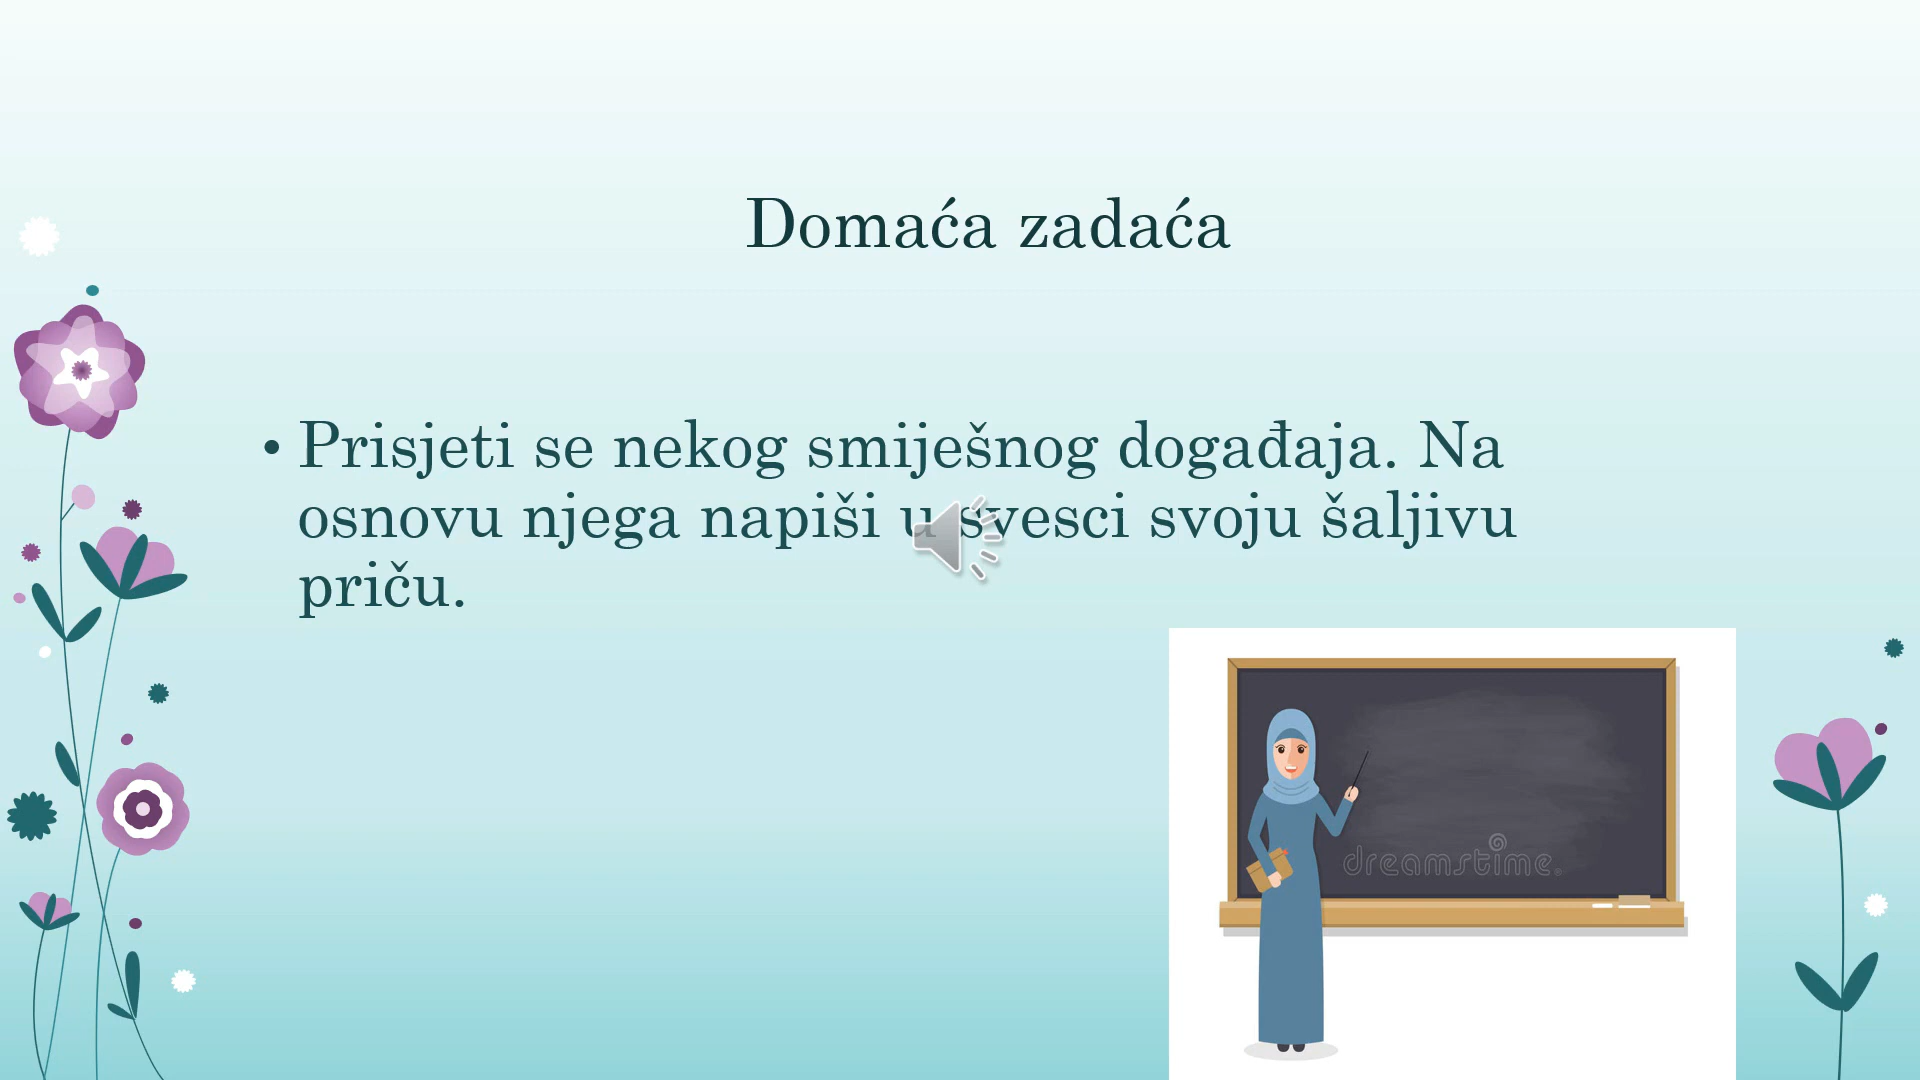 Domaća zadaća
• Prisjeti se nekog smiješnog događaja. Na
osnovu njega napiši u svesci svoju šaljivu
priču.
dreamstime.